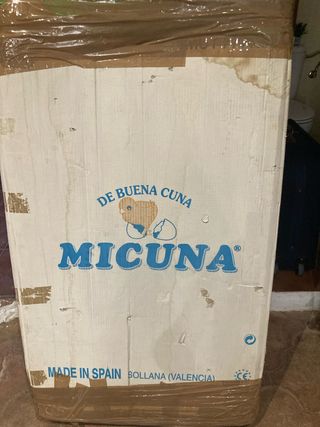 DE BUENA CUNA
MICUNA®
MADE IN SPAIN SOLLANA (VALENCIA) CE